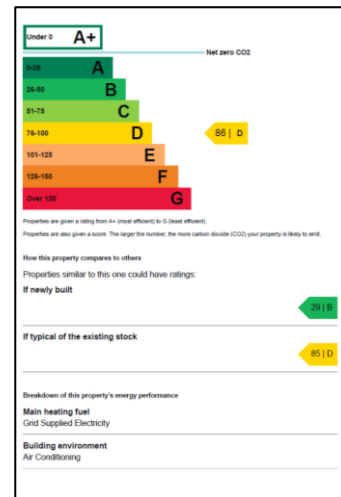 Under 0 A+
Net zero CO2
0-25 A
26-50 B
51-75 C
76-100 D 86 | D
101-125 E
126-150 F
Over 150 G
Properties are given a rating from A+ (most efficient) to G (least efficient).
Properties are also given a score. The larger the number, the more carbon dioxide (CO2) your property is likely to emit.
How this property compares to others
Properties similar to this one could have ratings:
If newly built
29 | B
If typical of the existing stock
85 | D
Breakdown of this property's energy performance
Main heating fuel
Grid Supplied Electricity
Building environment
Air Conditioning